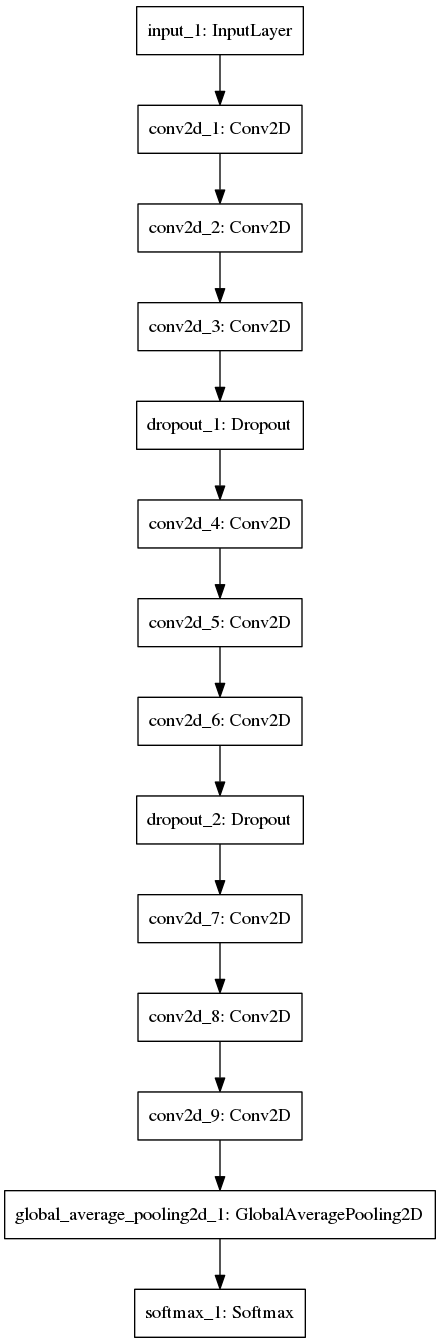 input_1: InputLayer
conv2d_1: Conv2D
conv2d_2: Conv2D
conv2d_3: Conv2D
dropout_1: Dropout
conv2d_4: Conv2D
conv2d_5: Conv2D
conv2d_6: Conv2D
dropout_2: Dropout
conv2d_7: Conv2D
conv2d_8: Conv2D
conv2d_9: Conv2D
global_average_pooling2d_1: GlobalAveragePooling2D
softmax_1: Softmax